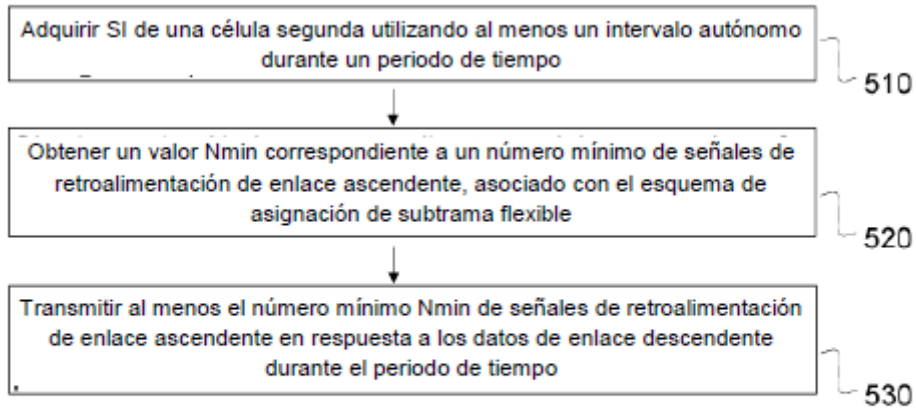 Adquirir SI de una célula segunda utilizando al menos un intervalo autónomo
durante un periodo de tiempo
510
Obtener un valor Nmin correspondiente a un número mínimo de señales de
retroalimentación de enlace ascendente, asociado con el esquema de
asignación de subtrama flexible
520
Transmitir al menos el número mínimo Nmin de señales de retroalimentación
de enlace ascendente en respuesta a los datos de enlace descendente
durante el periodo de tiempo
530